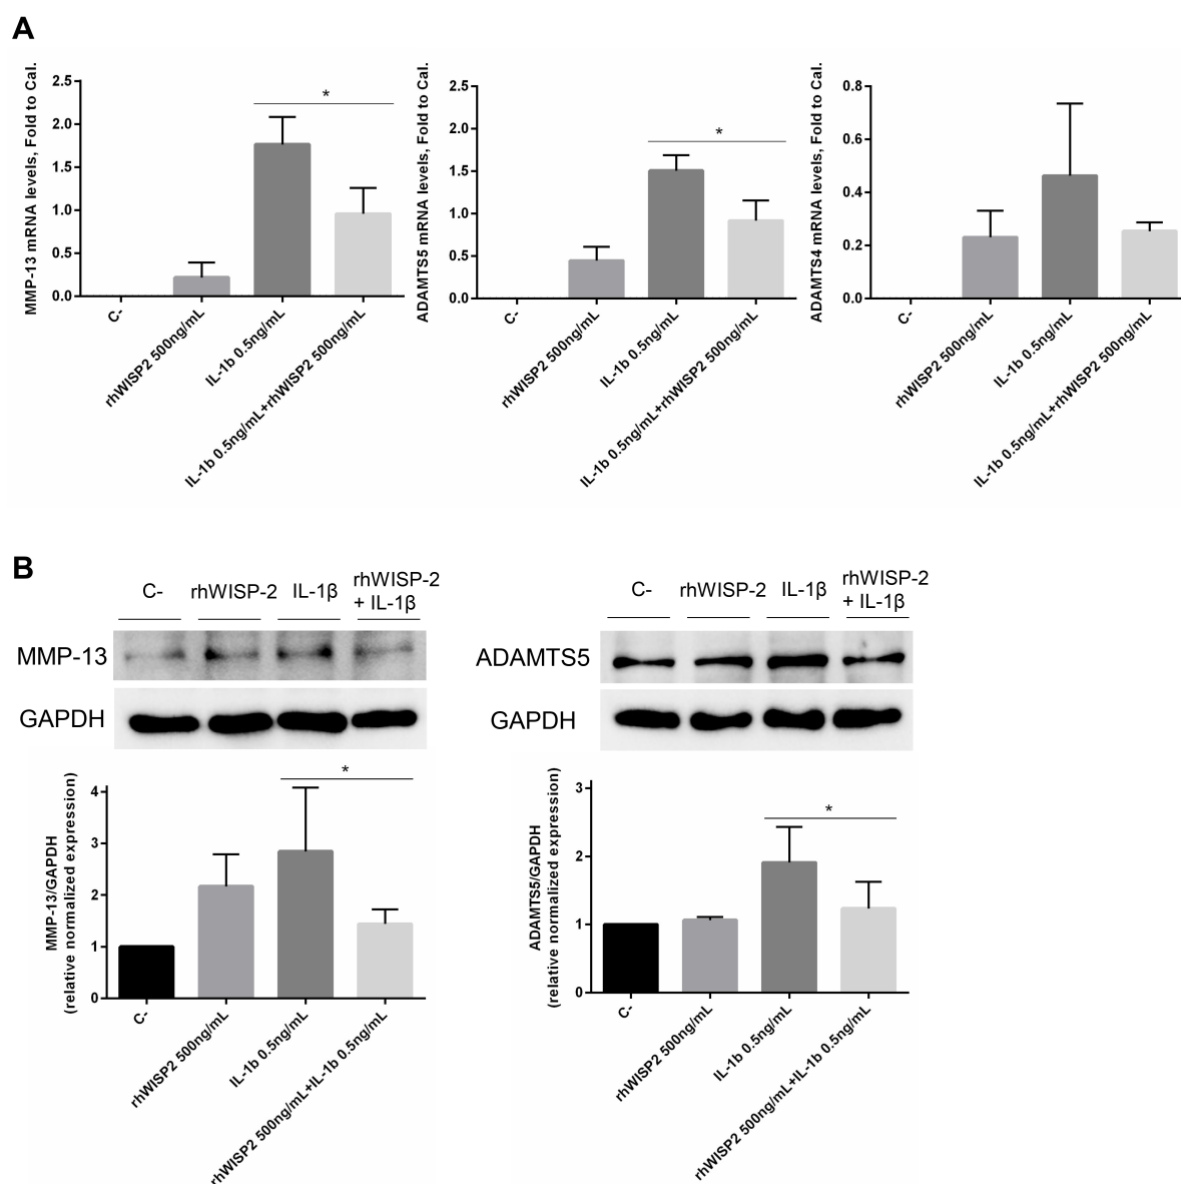 A
MMP-13 mRNA levels, Fold to Cal.
2.5
2.0
1.5
1.0
0.5
0.0
*
C-
rhWISP2 500ng/mL
IL-1b 0.5ng/mL
IL-1b 0.5ng/mL+rhWISP2 500ng/mL
ADAMTS5 mRNA levels, Fold to Cal.
2.5
2.0
1.5
1.0
0.5
0.0
*
C-
rhWISP2 500ng/mL
IL-1b 0.5ng/mL
IL-1b 0.5ng/mL+rhWISP2 500ng/mL
ADAMTS4 mRNA levels, Fold to Cal.
0.8
0.6
0.4
0.2
0.0
C-
rhWISP2 500ng/mL
IL-1b 0.5ng/mL
IL-1b 0.5ng/mL+rhWISP2 500ng/mL
B
C-
rhWISP-2
IL-1β
rhWISP-2
+ IL-1β
MMP-13
GAPDH
MMP-13/GAPDH
(relative normalized expression)
4
3
2
1
0
*
C-
rhWISP2 500ng/mL
IL-1b 0.5ng/mL
rhWISP2 500ng/mL+IL-1b 0.5ng/mL
C-
rhWISP-2
IL-1β
rhWISP-2
+ IL-1β
ADAMTS5
GAPDH
ADAMTS5/GAPDH
(relative normalized expression)
3
2
1
0
*
C-
rhWISP2 500ng/mL
IL-1b 0.5ng/mL
rhWISP2 500ng/mL+IL-1b 0.5ng/mL